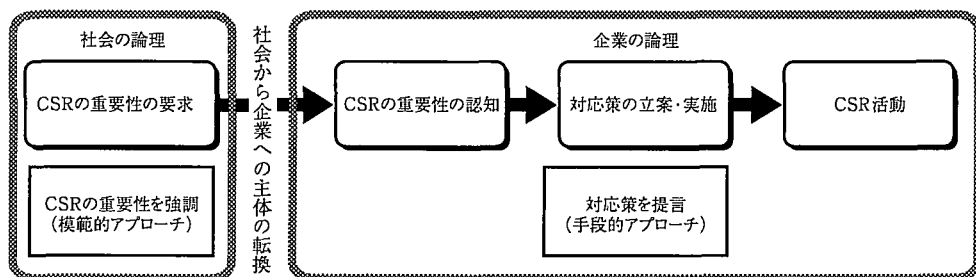 社会の論理
CSRの重要性の要求
CSRの重要性を強調
(模範的アプローチ)
社会から企業への主体の転換
企業の論理
CSRの重要性の認知
対応策の立案・実施
CSR活動
対応策を提言
(手段的アプローチ)